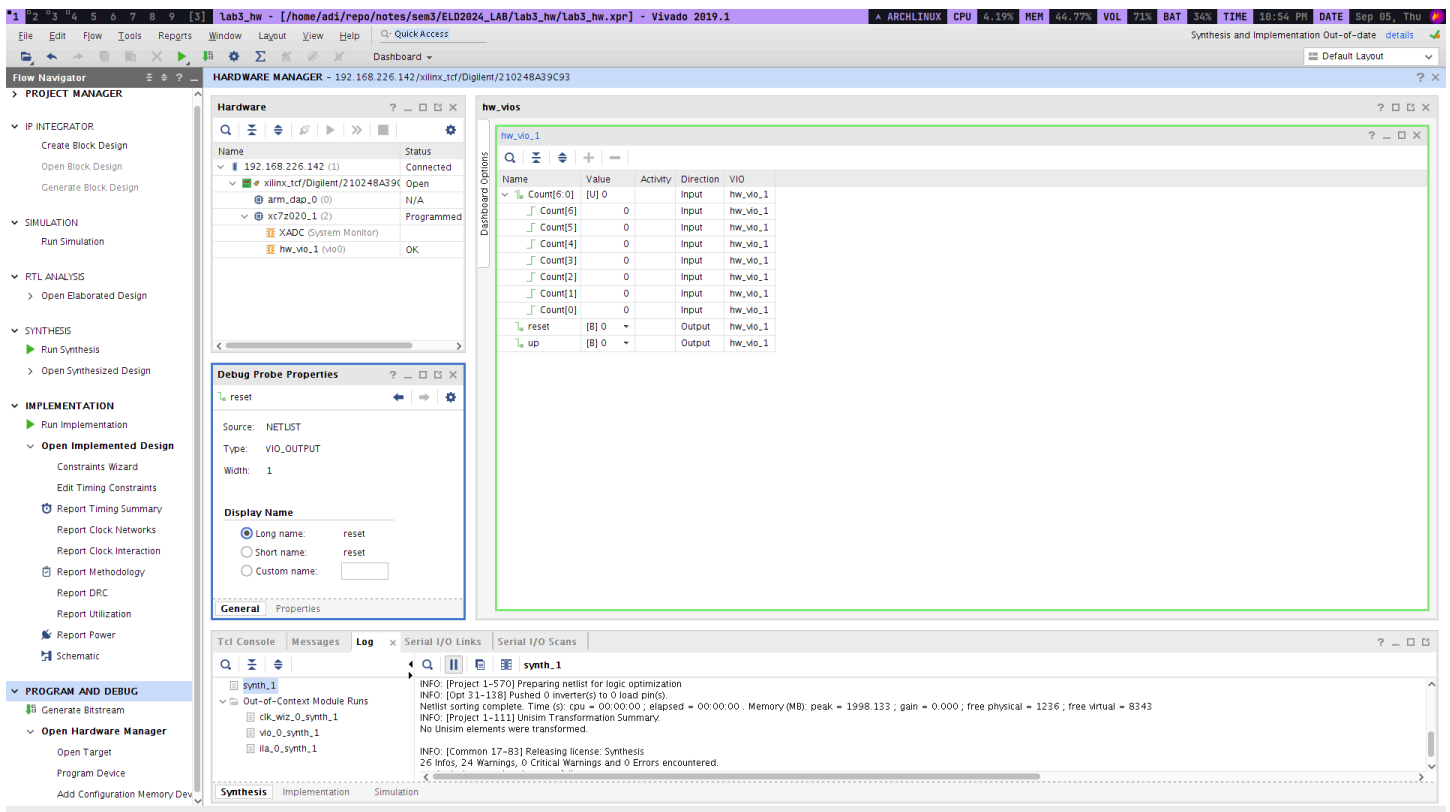 1 2 3 4 5 6 7 8 9 [3] lab3_hw - [/home/adi/repo/notes/sem3/ELD2024_LAB/lab3_hw/lab3_hw.xpr] - Vivado 2019.1
^ ARCHLINUX CPU 4.19% MEM 44.77% VOL 71% BAT 34% TIME 10:54 PM DATE Sep 05, Thu
File Edit Flow Tools Reports Window Layout View Help Quick Access
Synthesis and Implementation Out-of-date details
Dashboard
Default Layout
Flow Navigator
PROJECT MANAGER
IP INTEGRATOR
Create Block Design
Open Block Design
Generate Block Design
SIMULATION
Run Simulation
RTL ANALYSIS
Open Elaborated Design
SYNTHESIS
Run Synthesis
Open Synthesized Design
IMPLEMENTATION
Run Implementation
Open Implemented Design
Constraints Wizard
Edit Timing Constraints
Report Timing Summary
Report Clock Networks
Report Clock Interaction
Report Methodology
Report DRC
Report Utilization
Report Power
Schematic
PROGRAM AND DEBUG
Generate Bitstream
Open Hardware Manager
Open Target
Program Device
Add Configuration Memory Dev
HARDWARE MANAGER - 192.168.226.142/xilinx_tcf/Digilent/210248A39C93
Hardware
Name Status
192.168.226.142 (1) Connected
xilinx_tcf/Digilent/210248A39C Open
arm_dap_0 (0) N/A
xc7z020_1 (2) Programmed
XADC (System Monitor)
hw_vio_1 (vio0) OK
Debug Probe Properties
reset
Source: NETLIST
Type: VIO_OUTPUT
Width: 1
Display Name
Long name: reset
Short name: reset
Custom name:
General Properties
hw_vios
Dashboard Options
hw_vio_1
Name Value Activity Direction VIO
Count[6:0] [U] 0 Input hw_vio_1
Count[6] 0 Input hw_vio_1
Count[5] 0 Input hw_vio_1
Count[4] 0 Input hw_vio_1
Count[3] 0 Input hw_vio_1
Count[2] 0 Input hw_vio_1
Count[1] 0 Input hw_vio_1
Count[0] 0 Input hw_vio_1
reset [B] 0 Output hw_vio_1
up [B] 0 Output hw_vio_1
Tcl Console Messages Log Serial I/O Links Serial I/O Scans
synth_1
Out-of-Context Module Runs
clk_wiz_0_synth_1
vio_0_synth_1
ila_0_synth_1
synth_1
INFO: [Project 1-570] Preparing netlist for logic optimization
INFO: [Opt 31-138] Pushed 0 inverter(s) to 0 load pin(s).
Netlist sorting complete. Time (s): cpu = 00:00:00 ; elapsed = 00:00:00 . Memory (MB): peak = 1998.133 ; gain = 0.000 ; free physical = 1236 ; free virtual = 8343
INFO: [Project 1-111] Unisim Transformation Summary:
No Unisim elements were transformed.
INFO: [Common 17-83] Releasing license: Synthesis
26 Infos, 24 Warnings, 0 Critical Warnings and 0 Errors encountered.
Synthesis Implementation Simulation